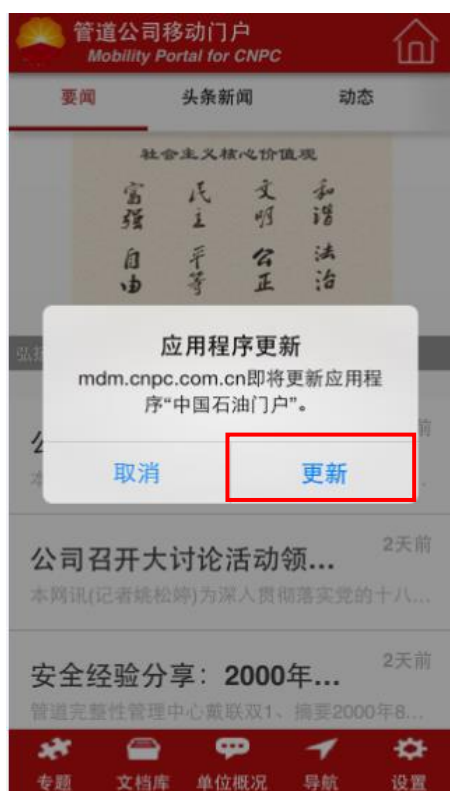 管道公司移动门户
Mobility Portal for CNPC
要闻 头条新闻 动态
社会主义核心价值观
富强 民主 文明 和谐
自由 平等 公正 法治
弘扬
应用程序更新
mdm.cnpc.com.cn即将更新应用程
序“中国石油门户”。
取消 更新
前
本
公司召开大讨论活动领... 2天前
本网讯(记者姚松婷)为深入贯彻落实党的十八...
安全经验分享：2000年... 2天前
管道完整性管理中心戴联双1、摘要2000年8...
专题 文档库 单位概况 导航 设置